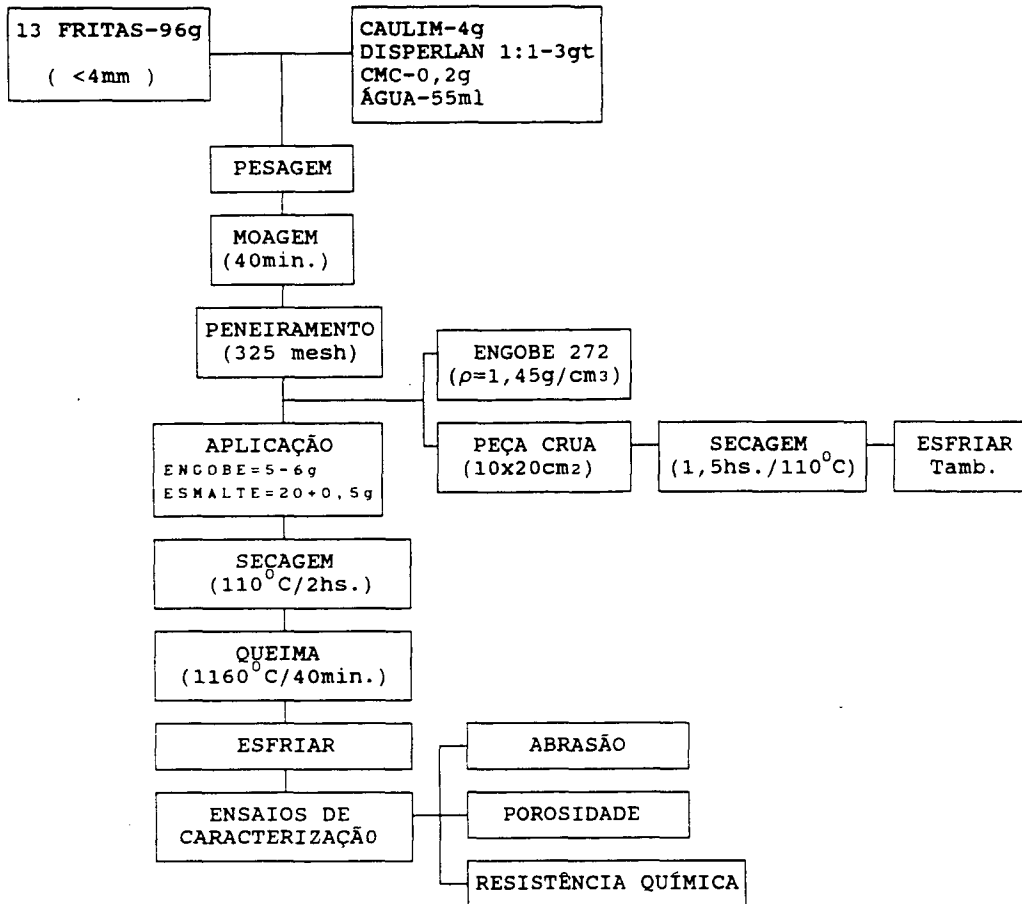 13 FRITAS-96g
( <4mm )
CAULIM-4g
DISPERLAN 1:1-3gt
CMC-0,2g
ÁGUA-55ml
PESAGEM
MOAGEM
(40min.)
PENEIRAMENTO
(325 mesh)
ENGOBE 272
(ρ=1,45g/cm3)
APLICAÇÃO
ENGOBE=5-6g
ESMALTE=20+0,5g
PEÇA CRUA
(10x20cm2)
SECAGEM
(1,5hs./110°C)
ESFRIAR
Tamb.
SECAGEM
(110°C/2hs.)
QUEIMA
(1160°C/40min.)
ESFRIAR
ENSAIOS DE
CARACTERIZAÇÃO
ABRASÃO
POROSIDADE
RESISTÊNCIA QUÍMICA